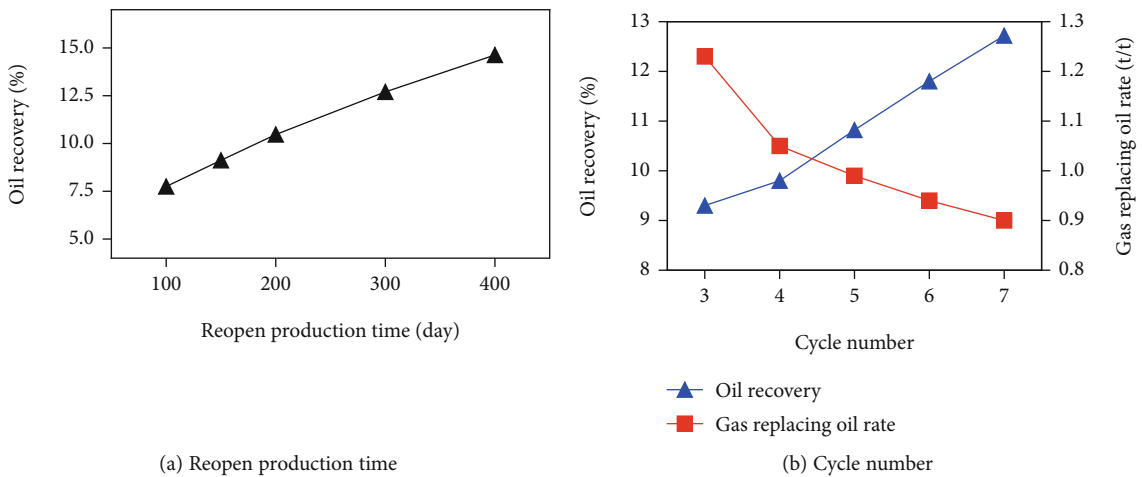 15.0
12.5
10.0
7.5
5.0
Oil recovery (%)
100 200 300 400
Reopen production time (day)
(a) Reopen production time
13
12
11
10
9
8
Oil recovery (%)
1.3
1.2
1.1
1.0
0.9
0.8
Gas replacing oil rate (t/t)
3 4 5 6 7
Cycle number
Oil recovery
Gas replacing oil rate
(b) Cycle number